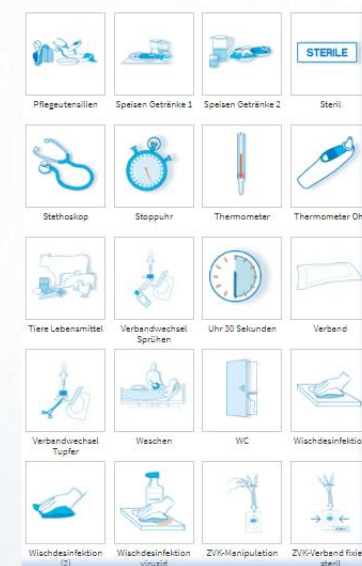 STERILE
Pflegeutensilien
Speisen Getränke 1
Speisen Getränke 2
Steril
Stethoskop
Stoppuhr
Thermometer
Thermometer Oh
Tiere Lebensmittel
Verbandwechsel
Sprühen
Uhr 30 Sekunden
Verband
Verbandwechsel
Tupfer
Waschen
WC
Wischdesinfektio
Wischdesinfektion
(2)
Wischdesinfektion
viruzid
ZVK-Manipulation
ZVK-Verband fixie
steril